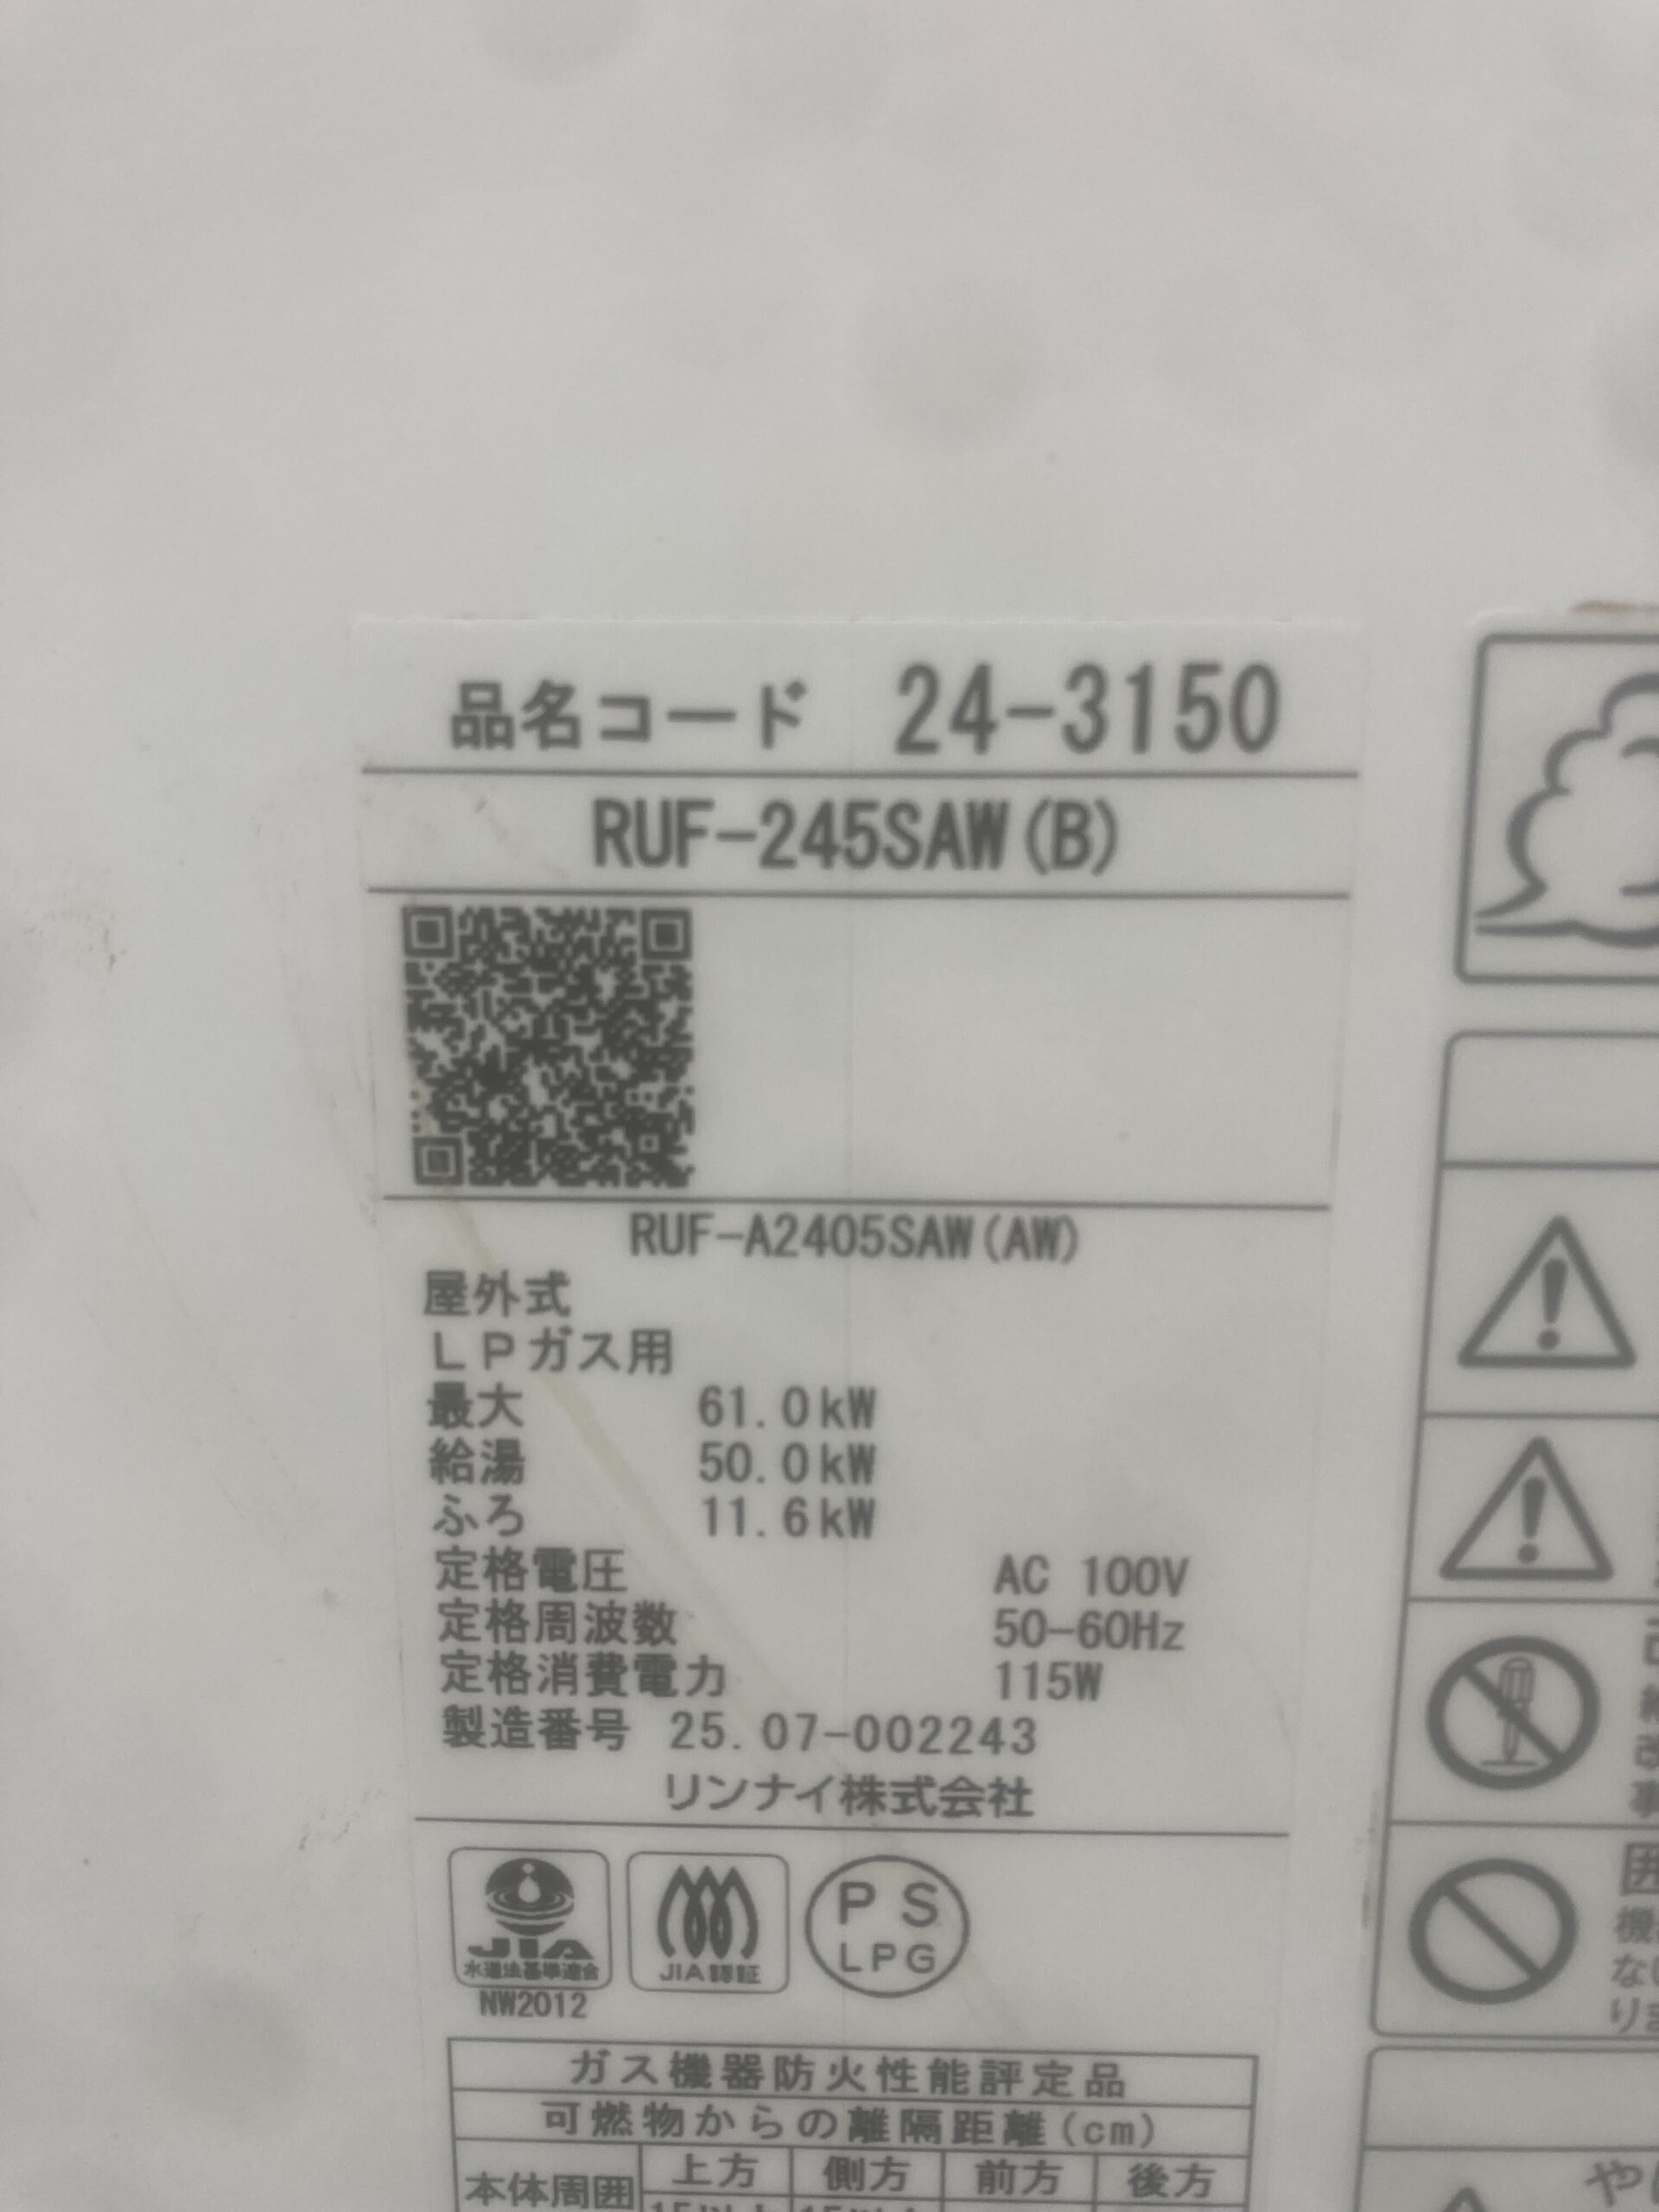 品名コード 24-3150
RUF-245SAW(B)
RUF-A2405SAW(AW)
屋外式
LPガス用
最大 61.0kW
給湯 50.0kW
ふろ 11.6kW
定格電圧 AC 100V
定格周波数 50-60Hz
定格消費電力 115W
製造番号 25.07-002243
リンナイ株式会社
JIA
水道法基準適合
NW2012
JIA認証
PS
LPG
ガス機器防火性能評定品
可燃物からの離隔距離(cm)
本体周囲 上方 側方 前方 後方
事
囲
機
な
りま